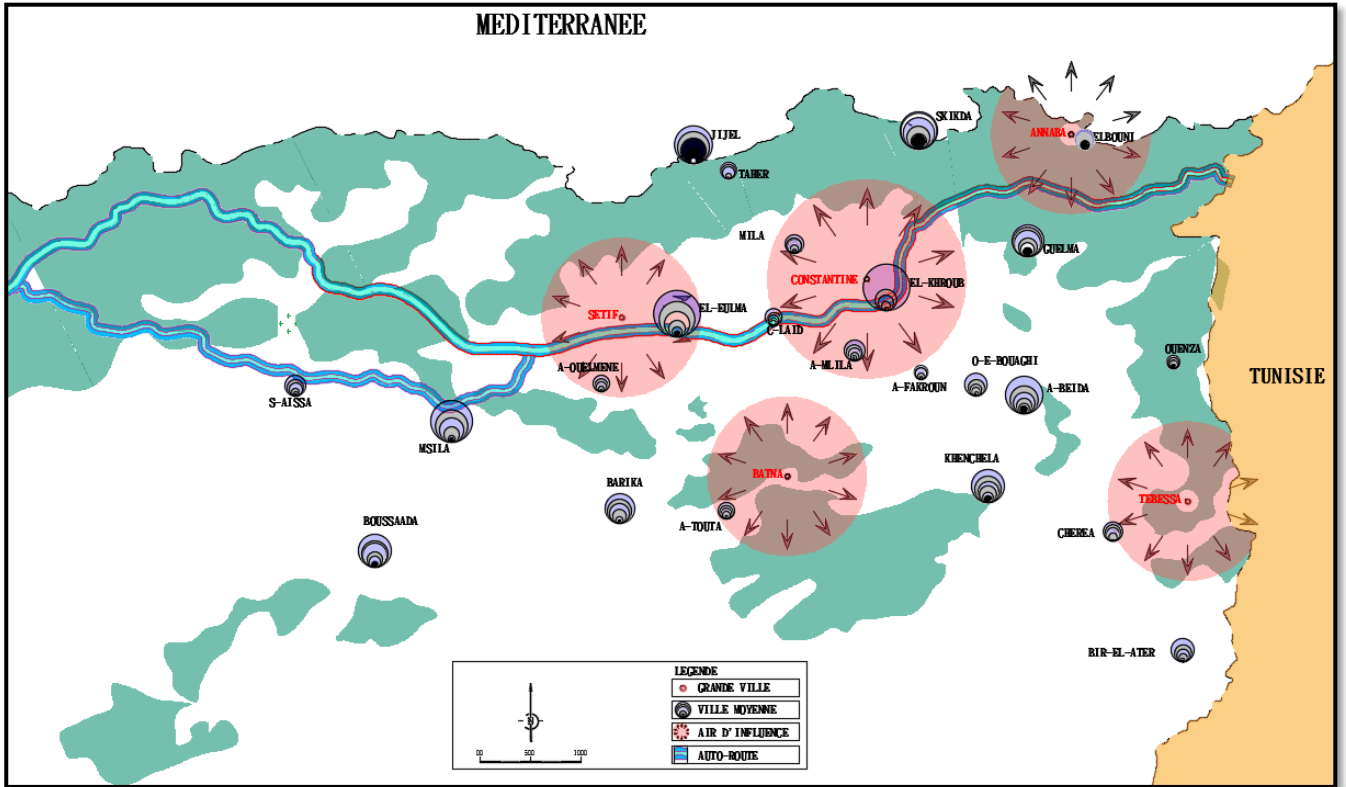 MEDITERRANEE
SKIKDA
JIJEL
ANNABA
ELBOUNI
TAHER
MILA
GUELMA
CONSTANTINE
EL-KHROUB
EL-EULMA
SETIF
C-LAID
A-MLILA
O-E-BOUAGHI
OUENZA
A-OUELMENE
A-FAKROUN
A-BEIDA
TUNISIE
S-AISSA
MSILA
KHENCHELA
BATNA
BARIKA
TEBESSA
A-TOUTA
BOUSSAADA
CHEREA
BIR-EL-ATER
LEGENDE
GRANDE VILLE
VILLE MOYENNE
AIR D'INFLUENCE
AUTO-ROUTE
N
00 500 1000